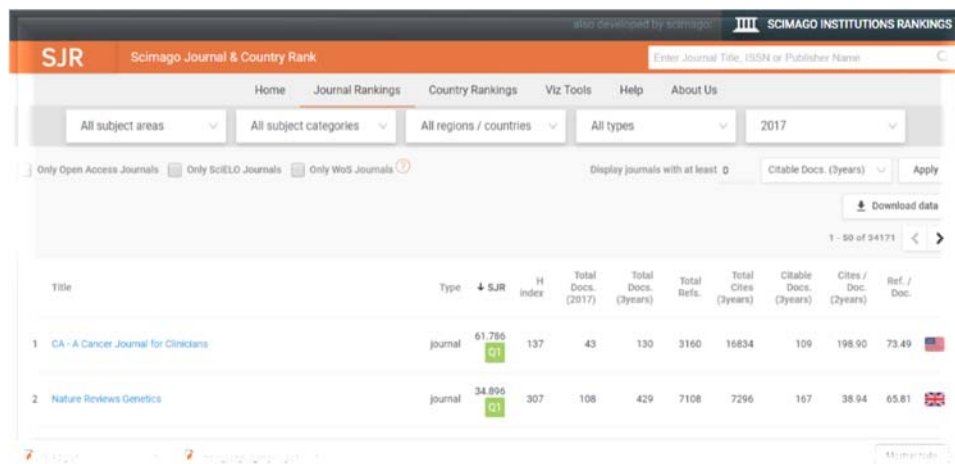 also developed by scimago: SCIMAGO INSTITUTIONS RANKINGS
SJR Scimago Journal & Country Rank Enter Journal Title, ISSN or Publisher Name
Home Journal Rankings Country Rankings Viz Tools Help About Us
All subject areas All subject categories All regions / countries All types 2017
Only Open Access Journals Only SciELO Journals Only WoS Journals ? Display journals with at least 0 Citable Docs. (3years) Apply
Download data
1 - 50 of 34171
Title Type SJR H index Total Docs. (2017) Total Docs. (3years) Total Refs. Total Cites (3years) Citable Docs. (3years) Cites / Doc. (2years) Ref. / Doc.
1 CA - A Cancer Journal for Clinicians journal 61.786 Q1 137 43 130 3160 16834 109 198.90 73.49
2 Nature Reviews Genetics journal 34.896 Q1 307 108 429 7108 7296 167 38.94 65.81
Mostrar todo